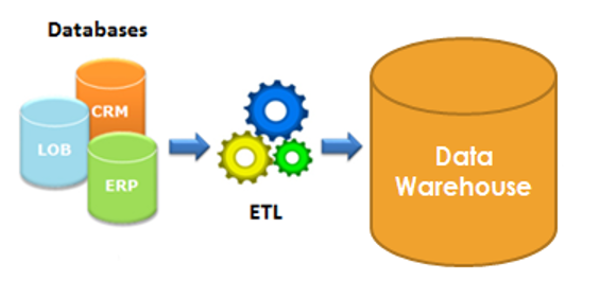 Databases
CRM
LOB
ERP
ETL
Data
Warehouse